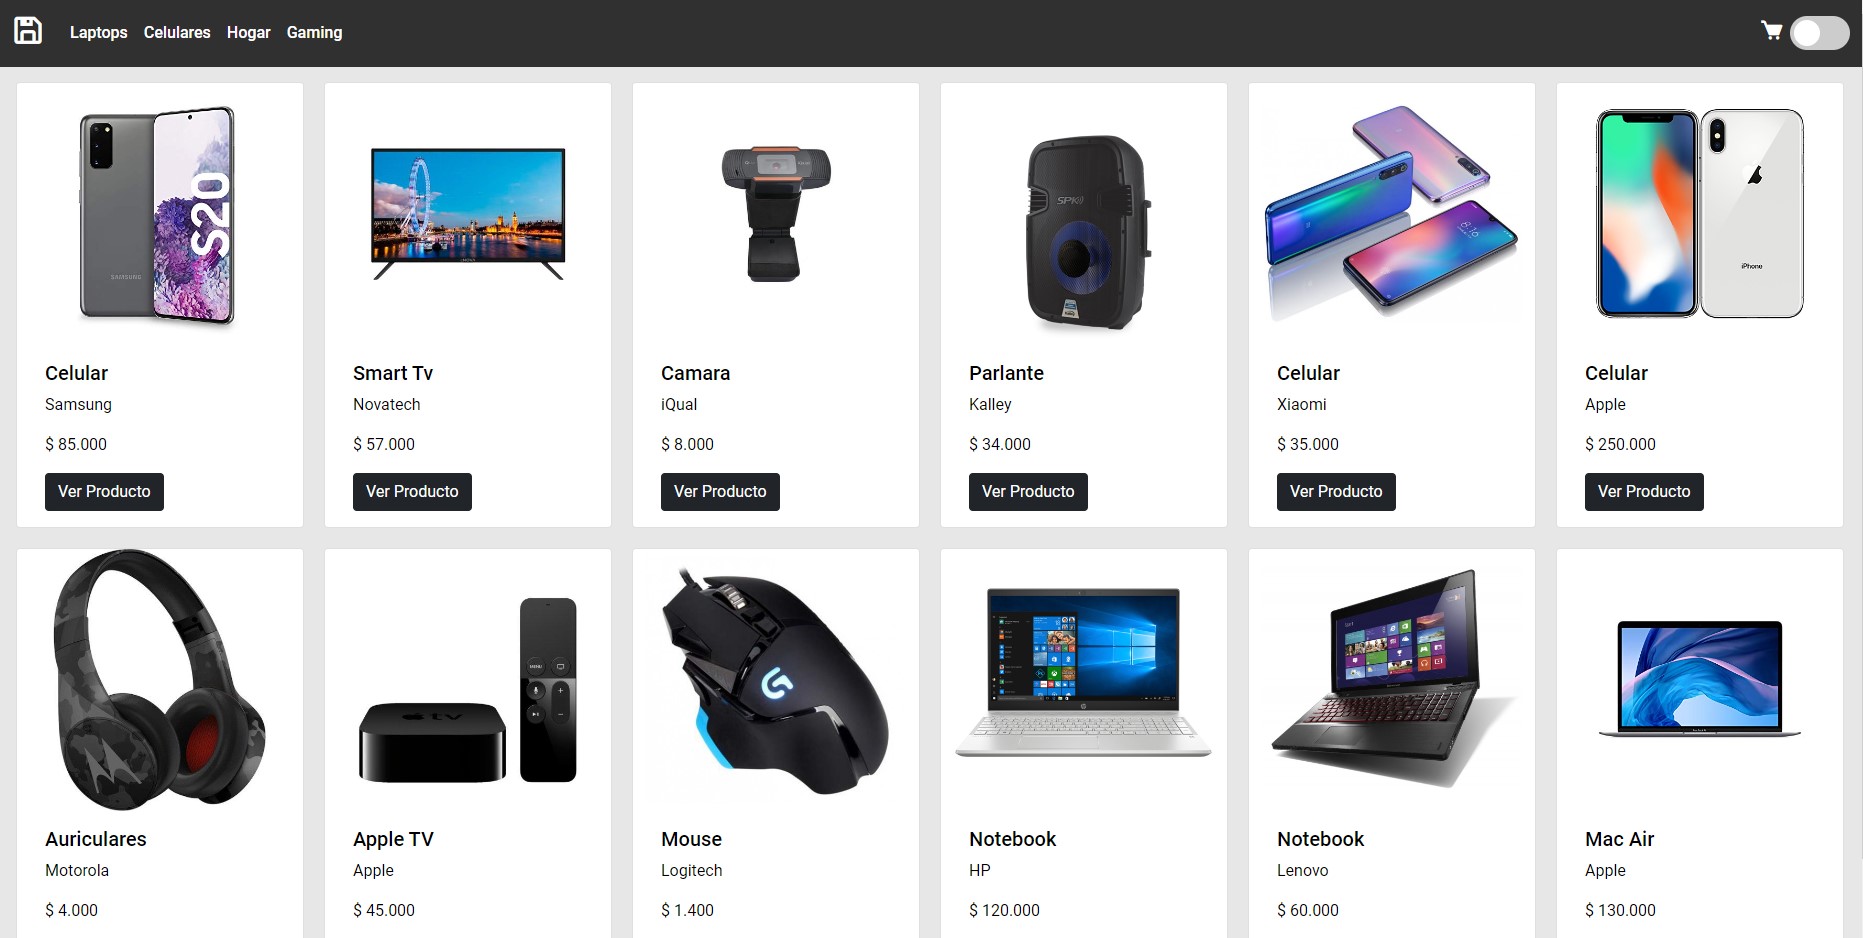 Laptops Celulares Hogar Gaming
S20
SAMSUNG
SPK
8:16
iPhone
Celular
Samsung
$ 85.000
Ver Producto
Smart Tv
Novatech
$ 57.000
Ver Producto
Camara
iQual
$ 8.000
Ver Producto
Parlante
Kalley
$ 34.000
Ver Producto
Celular
Xiaomi
$ 35.000
Ver Producto
Celular
Apple
$ 250.000
Ver Producto
tv
MENU
Auriculares
Motorola
$ 4.000
Apple TV
Apple
$ 45.000
Mouse
Logitech
$ 1.400
Notebook
HP
$ 120.000
Notebook
Lenovo
$ 60.000
Mac Air
Apple
$ 130.000